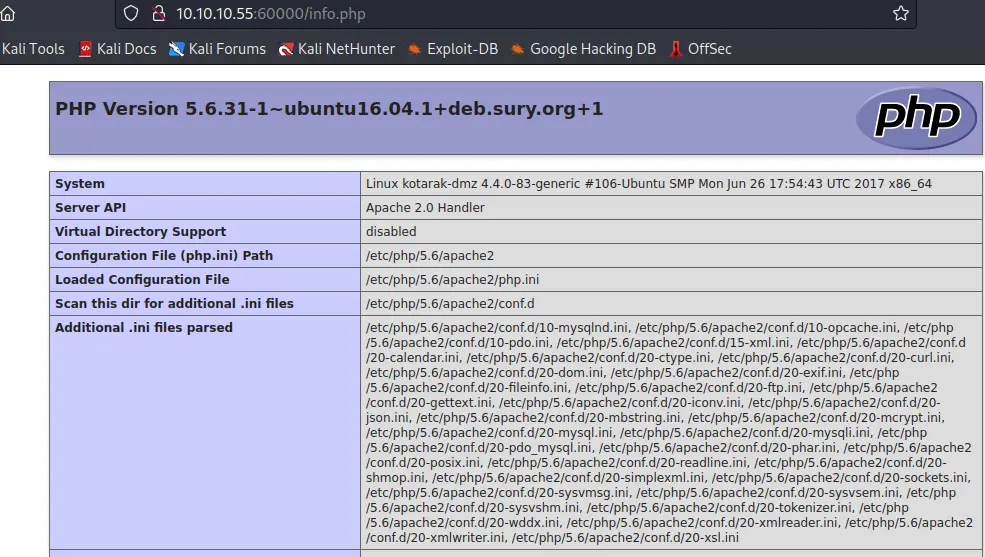 10.10.10.55:60000/info.php
Kali Tools Kali Docs Kali Forums Kali NetHunter Exploit-DB Google Hacking DB OffSec
PHP Version 5.6.31-1~ubuntu16.04.1+deb.sury.org+1
php
System Linux kotarak-dmz 4.4.0-83-generic #106-Ubuntu SMP Mon Jun 26 17:54:43 UTC 2017 x86_64
Server API Apache 2.0 Handler
Virtual Directory Support disabled
Configuration File (php.ini) Path /etc/php/5.6/apache2
Loaded Configuration File /etc/php/5.6/apache2/php.ini
Scan this dir for additional .ini files /etc/php/5.6/apache2/conf.d
Additional .ini files parsed /etc/php/5.6/apache2/conf.d/10-mysqlnd.ini, /etc/php/5.6/apache2/conf.d/10-opcache.ini, /etc/php
/5.6/apache2/conf.d/10-pdo.ini, /etc/php/5.6/apache2/conf.d/15-xml.ini, /etc/php/5.6/apache2/conf.d
/20-calendar.ini, /etc/php/5.6/apache2/conf.d/20-ctype.ini, /etc/php/5.6/apache2/conf.d/20-curl.ini,
/etc/php/5.6/apache2/conf.d/20-dom.ini, /etc/php/5.6/apache2/conf.d/20-exif.ini, /etc/php
/5.6/apache2/conf.d/20-fileinfo.ini, /etc/php/5.6/apache2/conf.d/20-ftp.ini, /etc/php/5.6/apache2
/conf.d/20-gettext.ini, /etc/php/5.6/apache2/conf.d/20-iconv.ini, /etc/php/5.6/apache2/conf.d/20-
json.ini, /etc/php/5.6/apache2/conf.d/20-mbstring.ini, /etc/php/5.6/apache2/conf.d/20-mcrypt.ini,
/etc/php/5.6/apache2/conf.d/20-mysql.ini, /etc/php/5.6/apache2/conf.d/20-mysqli.ini, /etc/php
/5.6/apache2/conf.d/20-pdo_mysql.ini, /etc/php/5.6/apache2/conf.d/20-phar.ini, /etc/php/5.6/apache2
/conf.d/20-posix.ini, /etc/php/5.6/apache2/conf.d/20-readline.ini, /etc/php/5.6/apache2/conf.d/20-
shmop.ini, /etc/php/5.6/apache2/conf.d/20-simplexml.ini, /etc/php/5.6/apache2/conf.d/20-sockets.ini,
/etc/php/5.6/apache2/conf.d/20-sysvmsg.ini, /etc/php/5.6/apache2/conf.d/20-sysvsem.ini, /etc/php
/5.6/apache2/conf.d/20-sysvshm.ini, /etc/php/5.6/apache2/conf.d/20-tokenizer.ini, /etc/php
/5.6/apache2/conf.d/20-wddx.ini, /etc/php/5.6/apache2/conf.d/20-xmlreader.ini, /etc/php/5.6/apache2
/conf.d/20-xmlwriter.ini, /etc/php/5.6/apache2/conf.d/20-xsl.ini